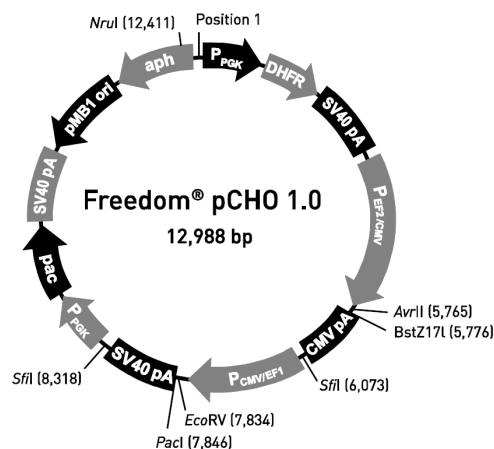 NruI (12,411)
Position 1
aph
PPGK
DHFR
pMB1 ori
SV40 pA
SV40 pA
PEF2/CMV
Freedom® pCHO 1.0
12,988 bp
pac
AvrII (5,765)
BstZ17I (5,776)
CMV pA
PPGK
SfiI (8,318)
SV40 pA
PCMV/EF1
SfiI (6,073)
EcoRV (7,834)
PacI (7,846)